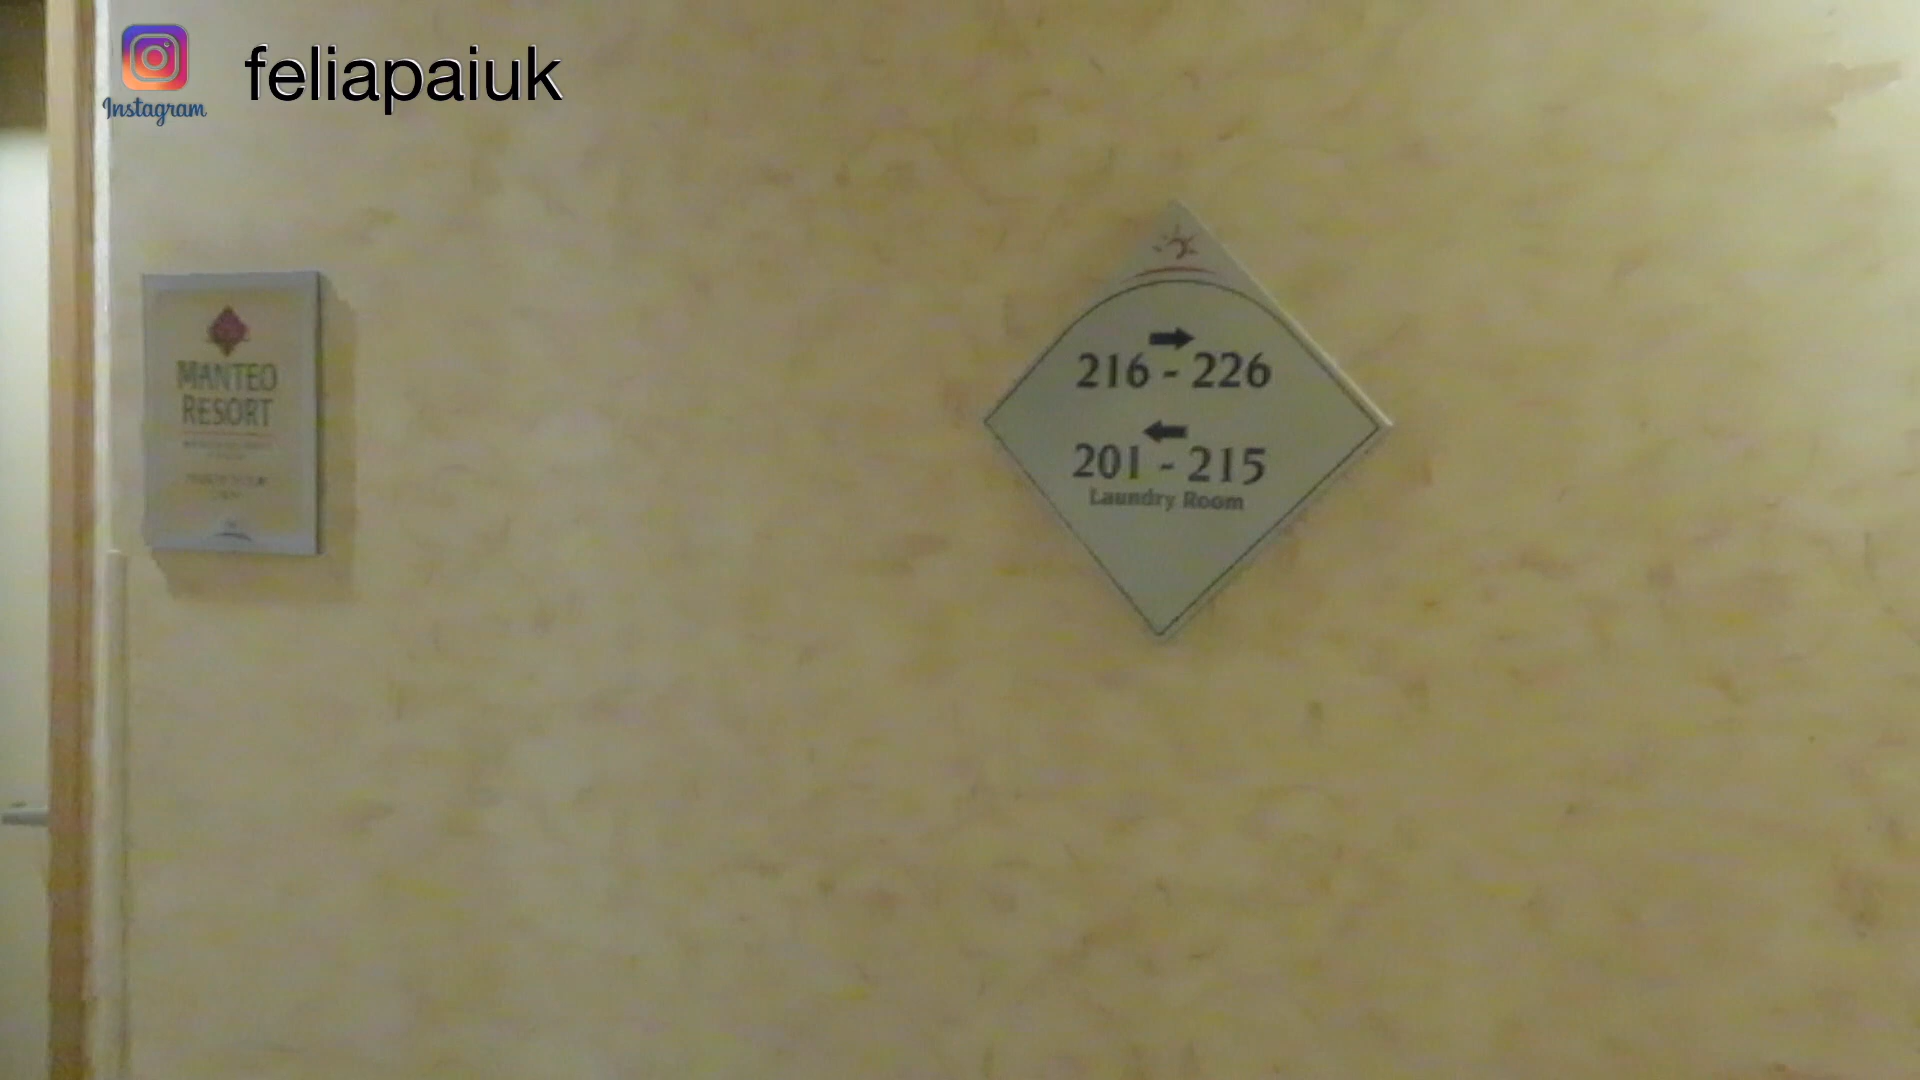 Instagram
feliapaiuk
MANTEO
RESORT
216 - 226
201 - 215
Laundry Room